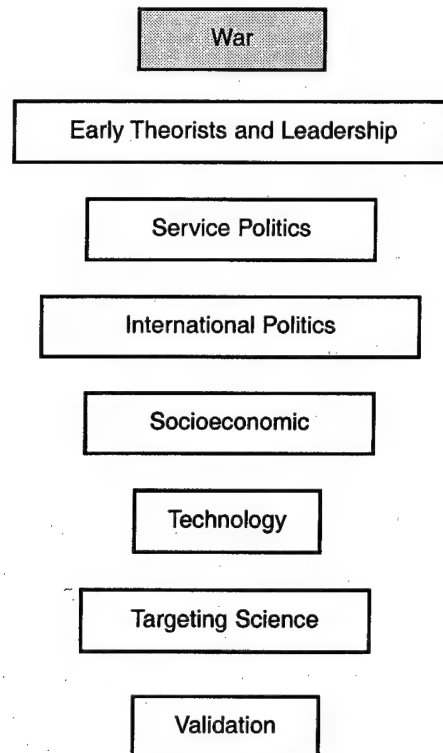 War
Early Theorists and Leadership
Service Politics
International Politics
Socioeconomic
Technology
Targeting Science
Validation